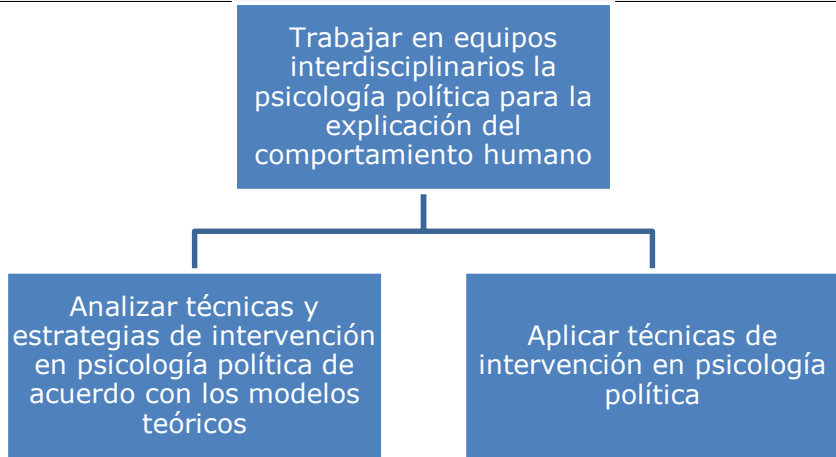 Trabajar en equipos
interdisciplinarios la
psicología política para la
explicación del
comportamiento humano
Analizar técnicas y
estrategias de intervención
en psicología política de
acuerdo con los modelos
teóricos
Aplicar técnicas de
intervención en psicología
política